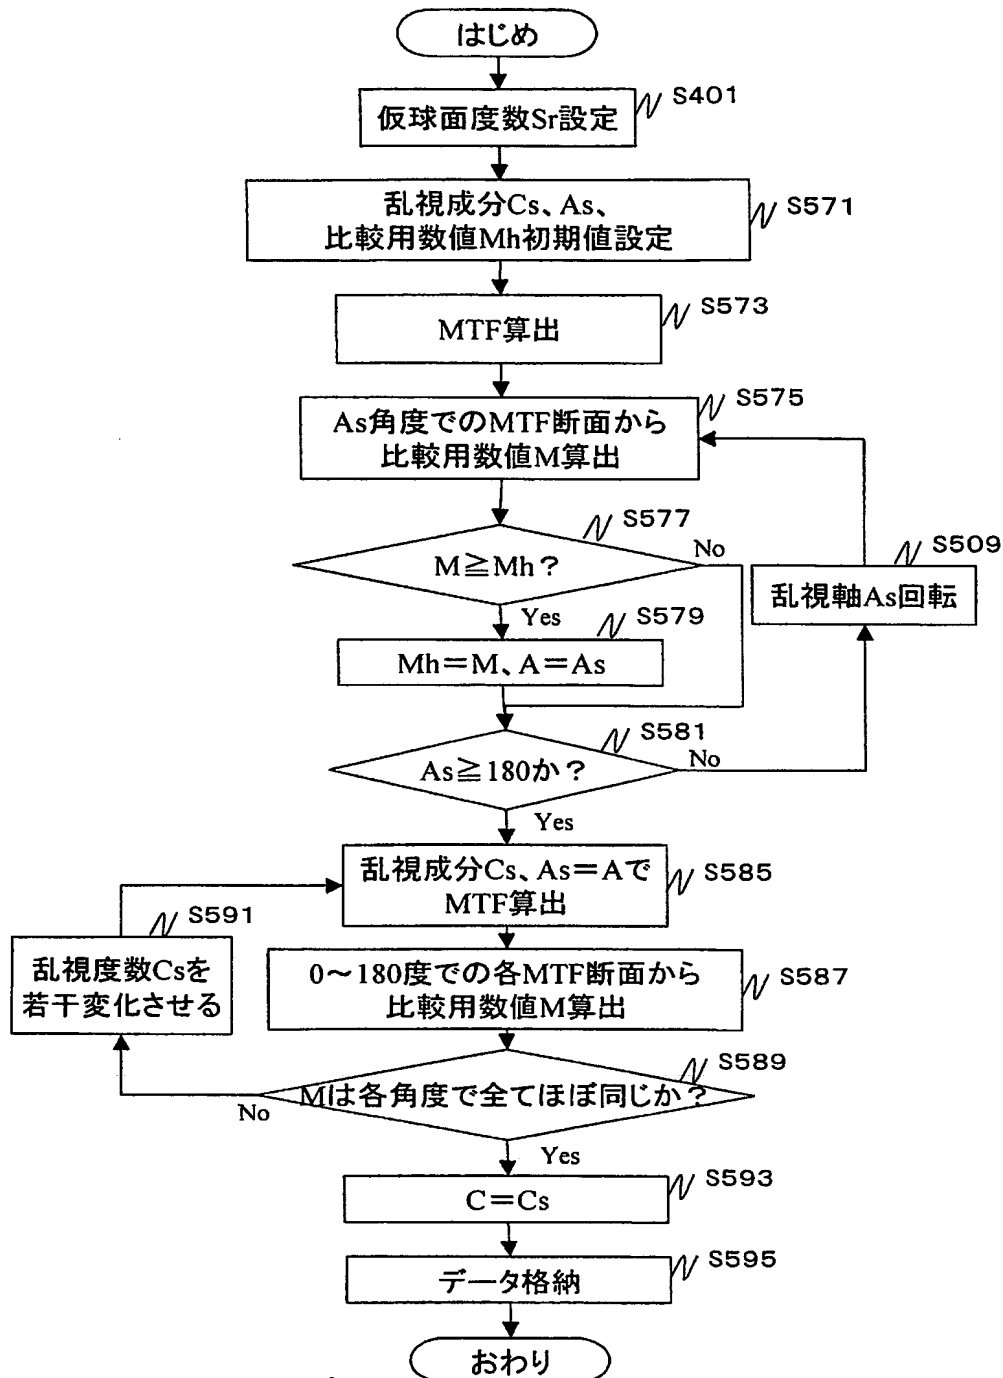 はじめ
S401
仮球面度数Sr設定
S571
乱視成分Cs、As、
比較用数値Mh初期値設定
S573
MTF算出
S575
As角度でのMTF断面から
比較用数値M算出
S577
M≧Mh？
No
Yes
S509
乱視軸As回転
S579
Mh＝M、A＝As
S581
As≧180か？
No
Yes
S585
乱視成分Cs、As＝Aで
MTF算出
S591
乱視度数Csを
若干変化させる
S587
0～180度での各MTF断面から
比較用数値M算出
S589
Mは各角度で全てほぼ同じか？
No
Yes
S593
C＝Cs
S595
データ格納
おわり